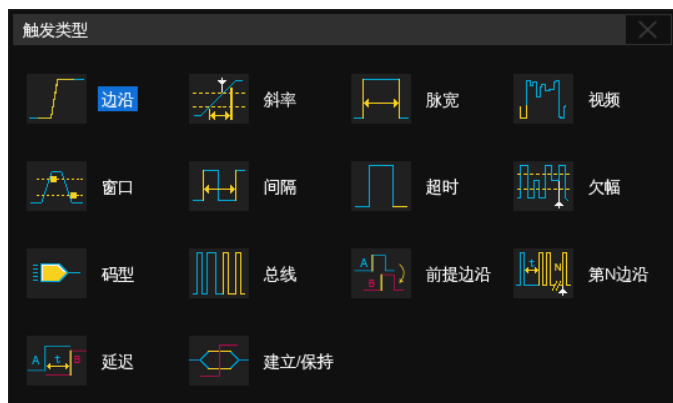 触发类型
边沿 斜率 脉宽 视频
窗口 间隔 超时 欠幅
码型 总线 A B 前提边沿 t N 第N边沿
A t B 延迟 建立/保持